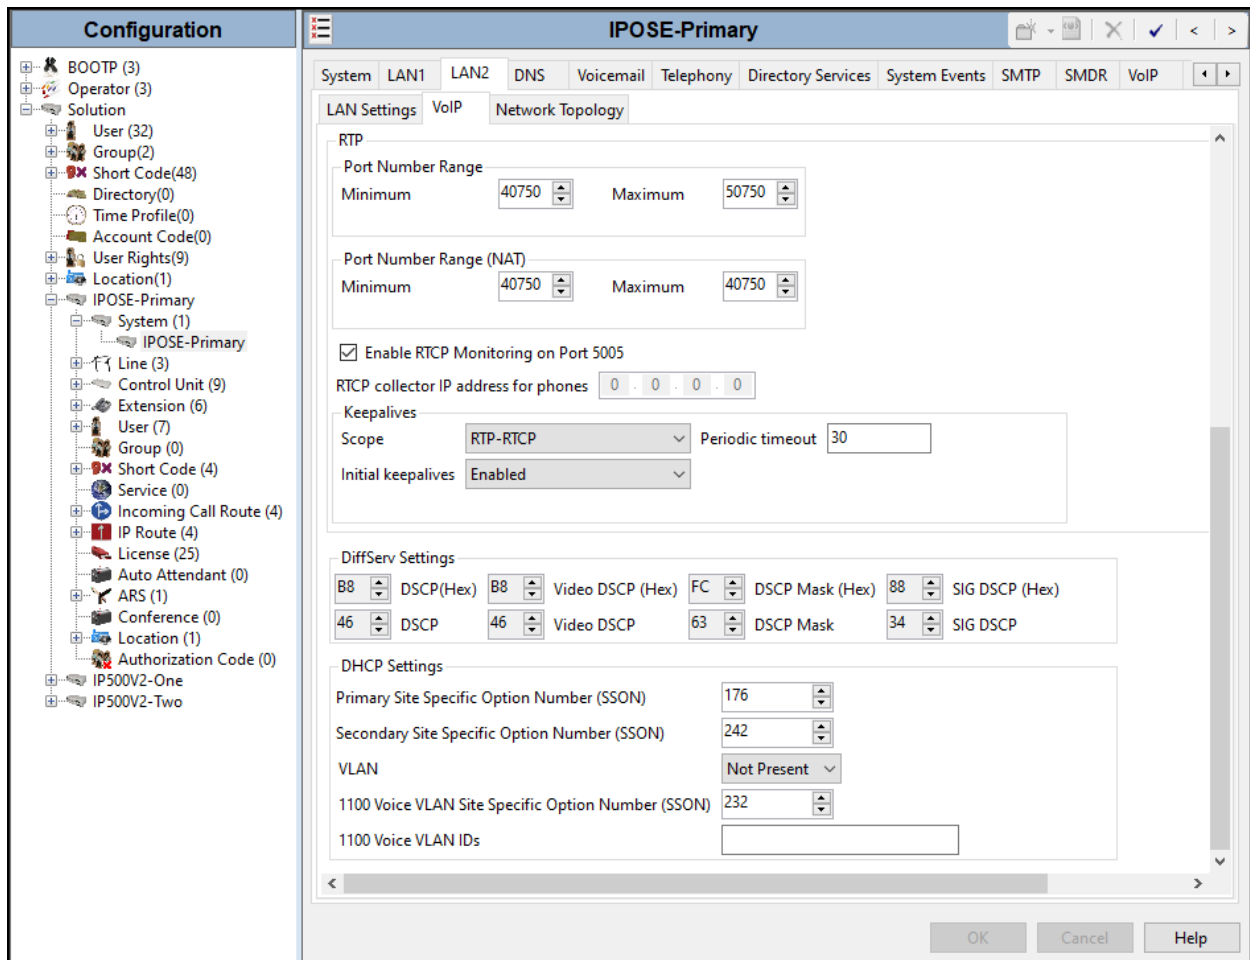 Configuration
BOOTP (3)
Operator (3)
Solution
User (32)
Group(2)
Short Code(48)
Directory(0)
Time Profile(0)
Account Code(0)
User Rights(9)
Location(1)
IPOSE-Primary
System (1)
IPOSE-Primary
Line (3)
Control Unit (9)
Extension (6)
User (7)
Group (0)
Short Code (4)
Service (0)
Incoming Call Route (4)
IP Route (4)
License (25)
Auto Attendant (0)
ARS (1)
Conference (0)
Location (1)
Authorization Code (0)
IP500V2-One
IP500V2-Two
IPOSE-Primary
System LAN1 LAN2 DNS Voicemail Telephony Directory Services System Events SMTP SMDR VoIP
LAN Settings VoIP Network Topology
RTP
Port Number Range
Minimum 40750 Maximum 50750
Port Number Range (NAT)
Minimum 40750 Maximum 40750
Enable RTCP Monitoring on Port 5005
RTCP collector IP address for phones 0 . 0 . 0 . 0
Keepalives
Scope RTP-RTCP Periodic timeout 30
Initial keepalives Enabled
DiffServ Settings
B8 DSCP(Hex) B8 Video DSCP (Hex) FC DSCP Mask (Hex) 88 SIG DSCP (Hex)
46 DSCP 46 Video DSCP 63 DSCP Mask 34 SIG DSCP
DHCP Settings
Primary Site Specific Option Number (SSON) 176
Secondary Site Specific Option Number (SSON) 242
VLAN Not Present
1100 Voice VLAN Site Specific Option Number (SSON) 232
1100 Voice VLAN IDs
OK Cancel Help